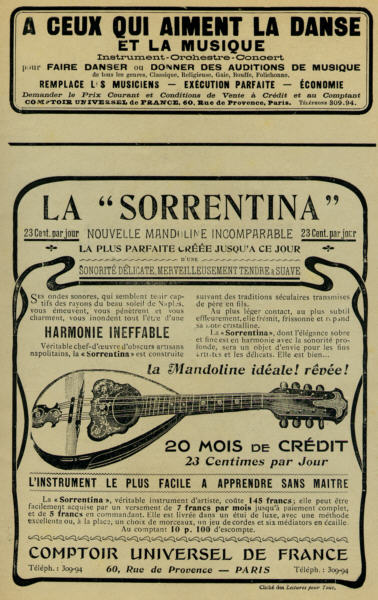 A CEUX QUI AIMENT LA DANSE
ET LA MUSIQUE
Instrument-Orchestre-Concert
pour FAIRE DANSER ou DONNER DES AUDITIONS DE MUSIQUE
de tous les genres, Classique, Religieuse, Gaie, Bouffe, Folichonne.
REMPLACE LES MUSICIENS — EXÉCUTION PARFAITE — ÉCONOMIE
Demander le Prix Courant et Conditions de Vente à Crédit et au Comptant
COMPTOIR UNIVERSEL de FRANCE, 60, Rue de Provence, Paris. Téléphone 309.94.
LA "SORRENTINA"
23 Cent. par jour NOUVELLE MANDOLINE INCOMPARABLE 23 Cent. par jour
LA PLUS PARFAITE CRÉÉE JUSQU'A CE JOUR
D'UNE
SONORITÉ DÉLICATE, MERVEILLEUSEMENT TENDRE & SUAVE
Ses ondes sonores, qui semblent tenir cap-
tifs des rayons du beau soleil de Naples,
vous émeuvent, vous pénètrent et vous
charment, vous inondent tout l'être d'une
HARMONIE INEFFABLE
Véritable chef-d'œuvre d'obscurs artisans
napolitains, la « Sorrentina » est construite
suivant des traditions séculaires transmises
de père en fils.
Au plus léger contact, au plus subtil
effleurement, elle frémit, frissonne et répand
sa note cristalline.
La « Sorrentina », dont l'élégance sobre
et fine est en harmonie avec la sonorité pro-
fonde, sera un objet d'envie pour les fins
artistes et les délicats. Elle est bien...
la Mandoline idéale! rêvée!
20 MOIS DE CRÉDIT
23 Centimes par Jour
L'INSTRUMENT LE PLUS FACILE A APPRENDRE SANS MAITRE
La « Sorrentina », véritable instrument d'artiste, coûte 145 francs; elle peut être
facilement acquise par un versement de 7 francs par mois jusqu'à paiement complet,
et de 5 francs en commandant. Elle est livrée dans un étui de luxe, avec une méthode
excellente ou, à la place, un choix de morceaux, un jeu de cordes et six médiators en écaille.
Au comptant 10 p. 100 d'escompte.
COMPTOIR UNIVERSEL DE FRANCE
Téléph. : 309-94 60, Rue de Provence — PARIS Téléph. : 309-94
Cliché des Lectures pour Tous.